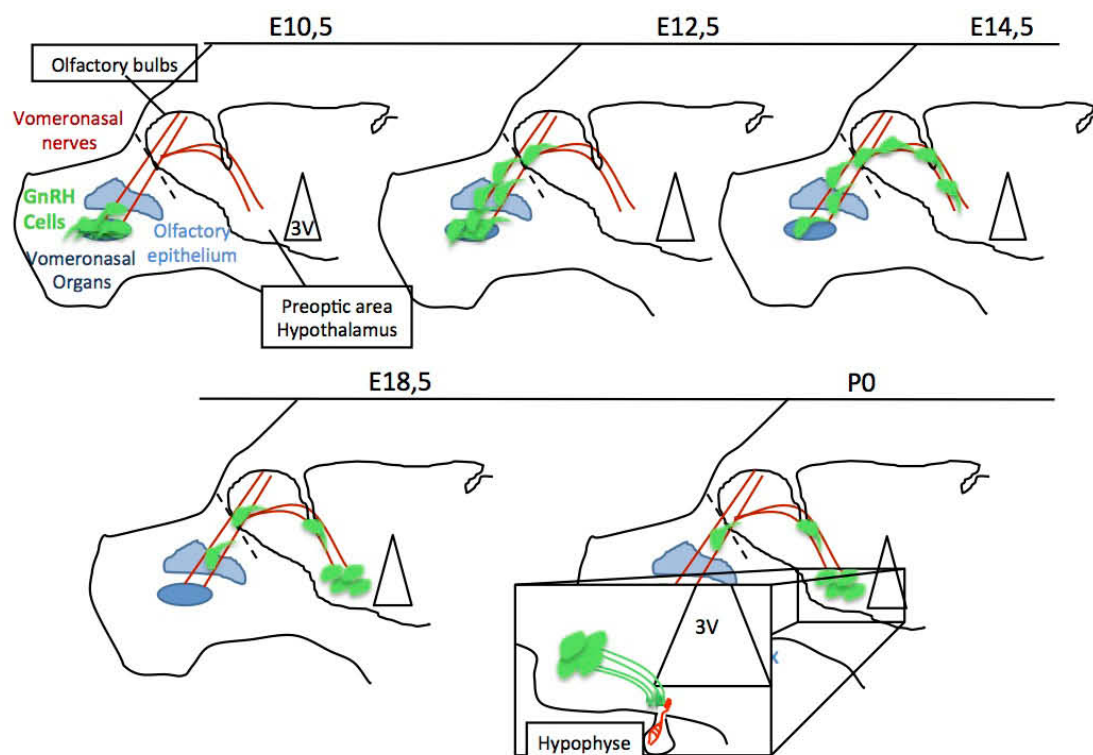 E10,5
E12,5
E14,5
Olfactory bulbs
Vomeronasal
nerves
GnRH
Cells
3V
Olfactory
epithelium
Vomeronasal
Organs
Preoptic area
Hypothalamus
E18,5
P0
3V
x
Hypophyse